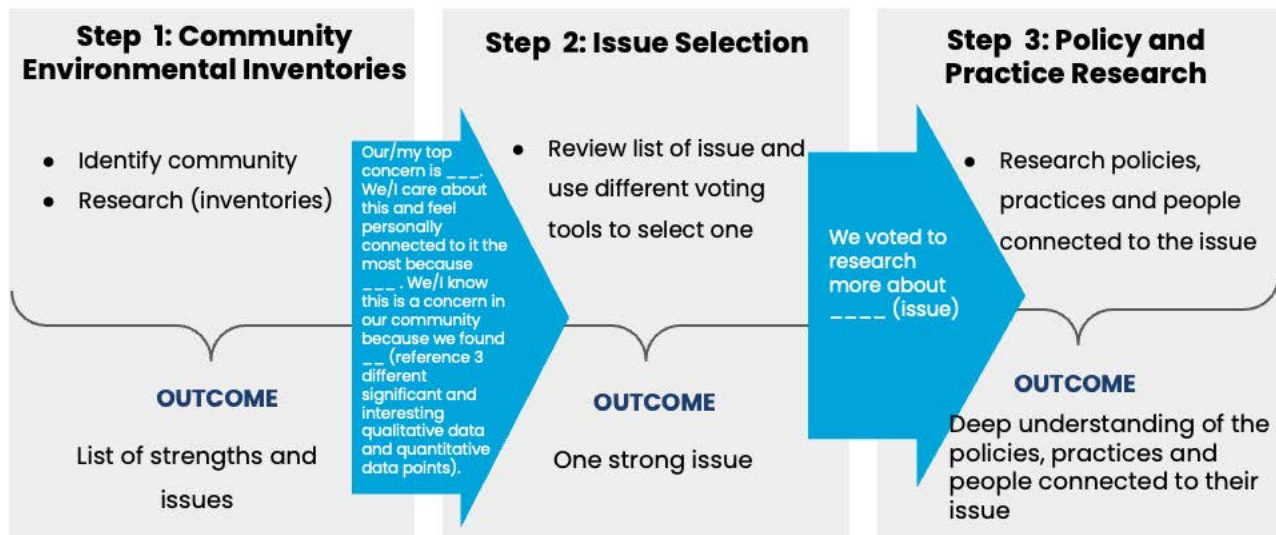 Step 1: Community
Environmental Inventories
● Identify community
● Research (inventories)
OUTCOME
List of strengths and
issues
Our/my top
concern is ___.
We/I care about
this and feel
personally
connected to it the
most because
___ . We/I know
this is a concern in
our community
because we found
__ (reference 3
different
significant and
interesting
qualitative data
and quantitative
data points).
Step 2: Issue Selection
● Review list of issue and
use different voting
tools to select one
OUTCOME
One strong issue
We voted to
research
more about
____ (issue)
Step 3: Policy and
Practice Research
● Research policies,
practices and people
connected to the issue
OUTCOME
Deep understanding of the
policies, practices and
people connected to their
issue